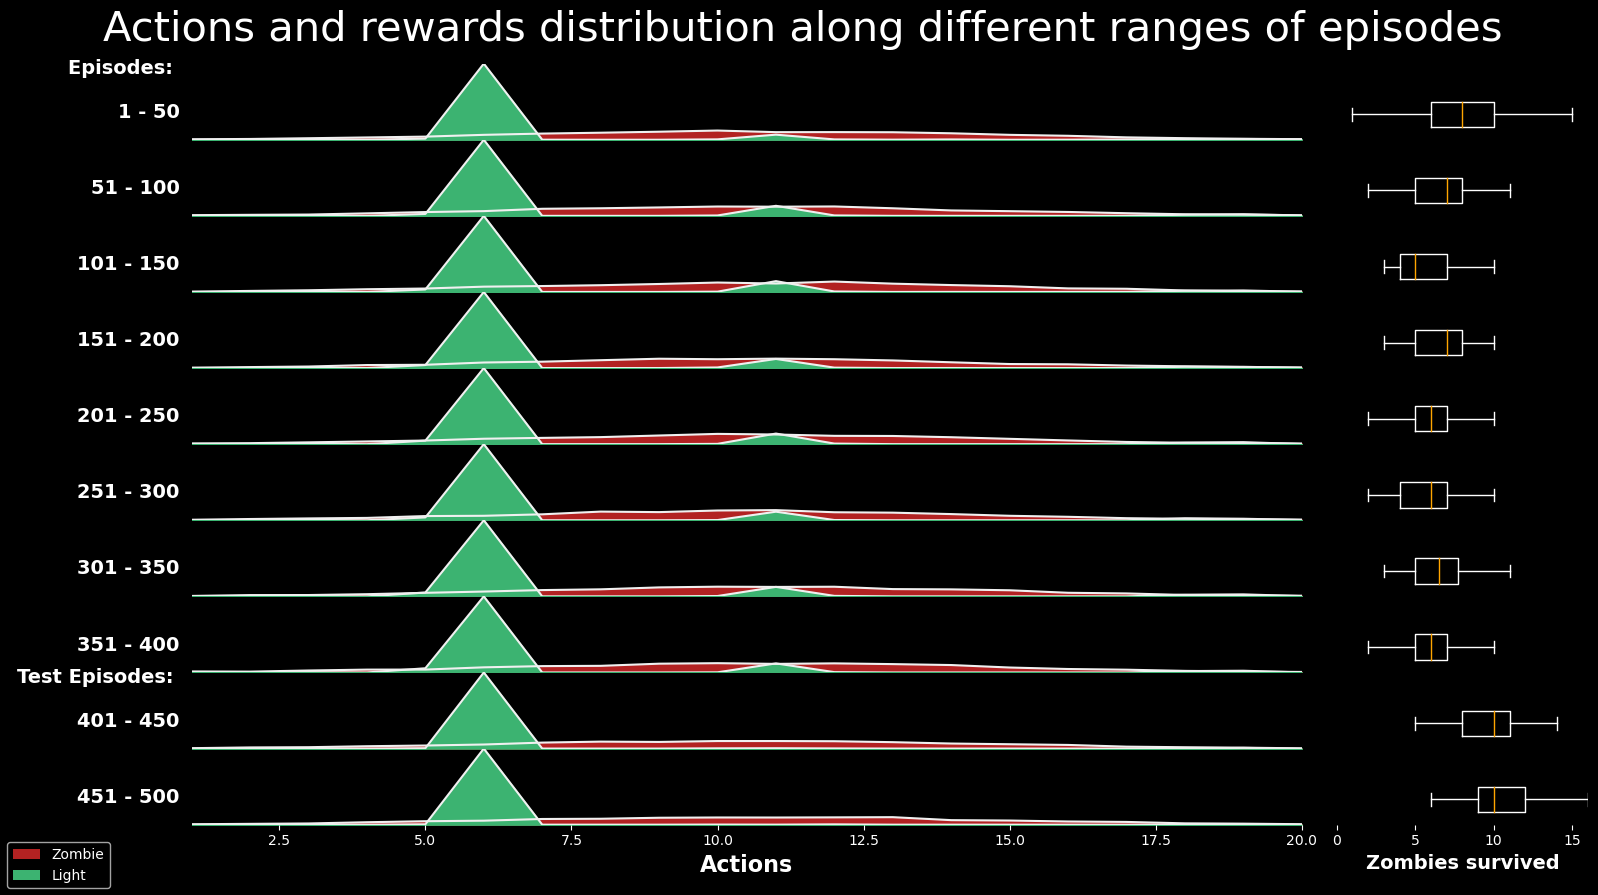 Actions and rewards distribution along different ranges of episodes
Episodes:
1 - 50
51 - 100
101 - 150
151 - 200
201 - 250
251 - 300
301 - 350
351 - 400
Test Episodes:
401 - 450
451 - 500
2.5 5.0 7.5 10.0 12.5 15.0 17.5 20.0 0 5 10 15
Actions
Zombies survived
Zombie
Light